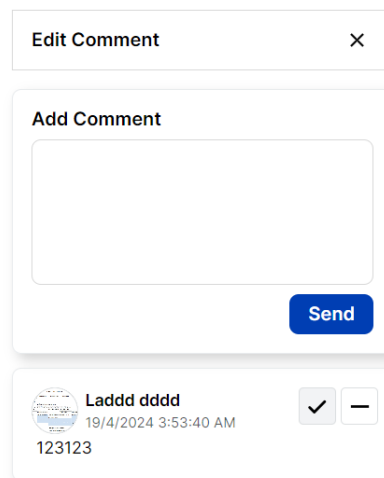 Edit Comment
Add Comment
Send
Laddd dddd
19/4/2024 3:53:40 AM
123123